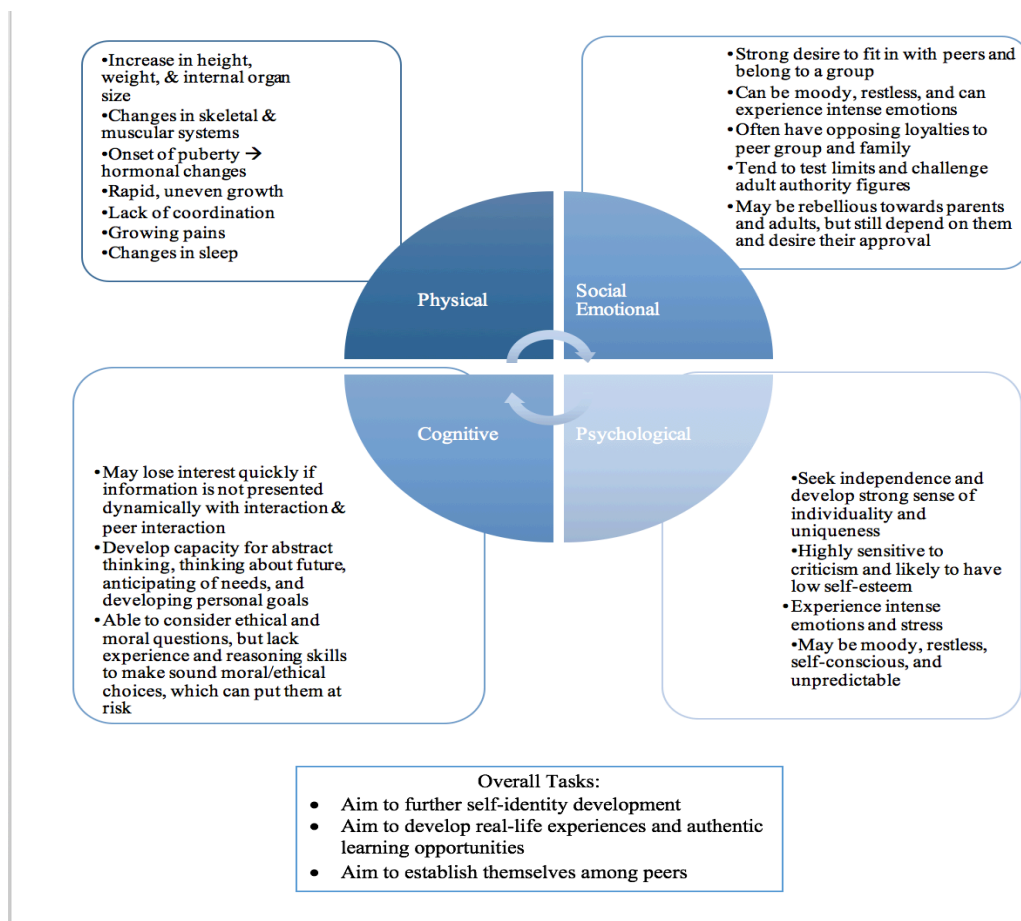 •Increase in height,
weight, & internal organ
size
•Changes in skeletal &
muscular systems
•Onset of puberty →
hormonal changes
•Rapid, uneven growth
•Lack of coordination
•Growing pains
•Changes in sleep
•Strong desire to fit in with peers and
belong to a group
•Can be moody, restless, and can
experience intense emotions
•Often have opposing loyalties to
peer group and family
•Tend to test limits and challenge
adult authority figures
•May be rebellious towards parents
and adults, but still depend on them
and desire their approval
Physical
Social
Emotional
Cognitive
Psychological
•May lose interest quickly if
information is not presented
dynamically with interaction &
peer interaction
•Develop capacity for abstract
thinking, thinking about future,
anticipating of needs, and
developing personal goals
•Able to consider ethical and
moral questions, but lack
experience and reasoning skills
to make sound moral/ethical
choices, which can put them at
risk
•Seek independence and
develop strong sense of
individuality and
uniqueness
•Highly sensitive to
criticism and likely to have
low self-esteem
•Experience intense
emotions and stress
•May be moody, restless,
self-conscious, and
unpredictable
Overall Tasks:
• Aim to further self-identity development
• Aim to develop real-life experiences and authentic
learning opportunities
• Aim to establish themselves among peers